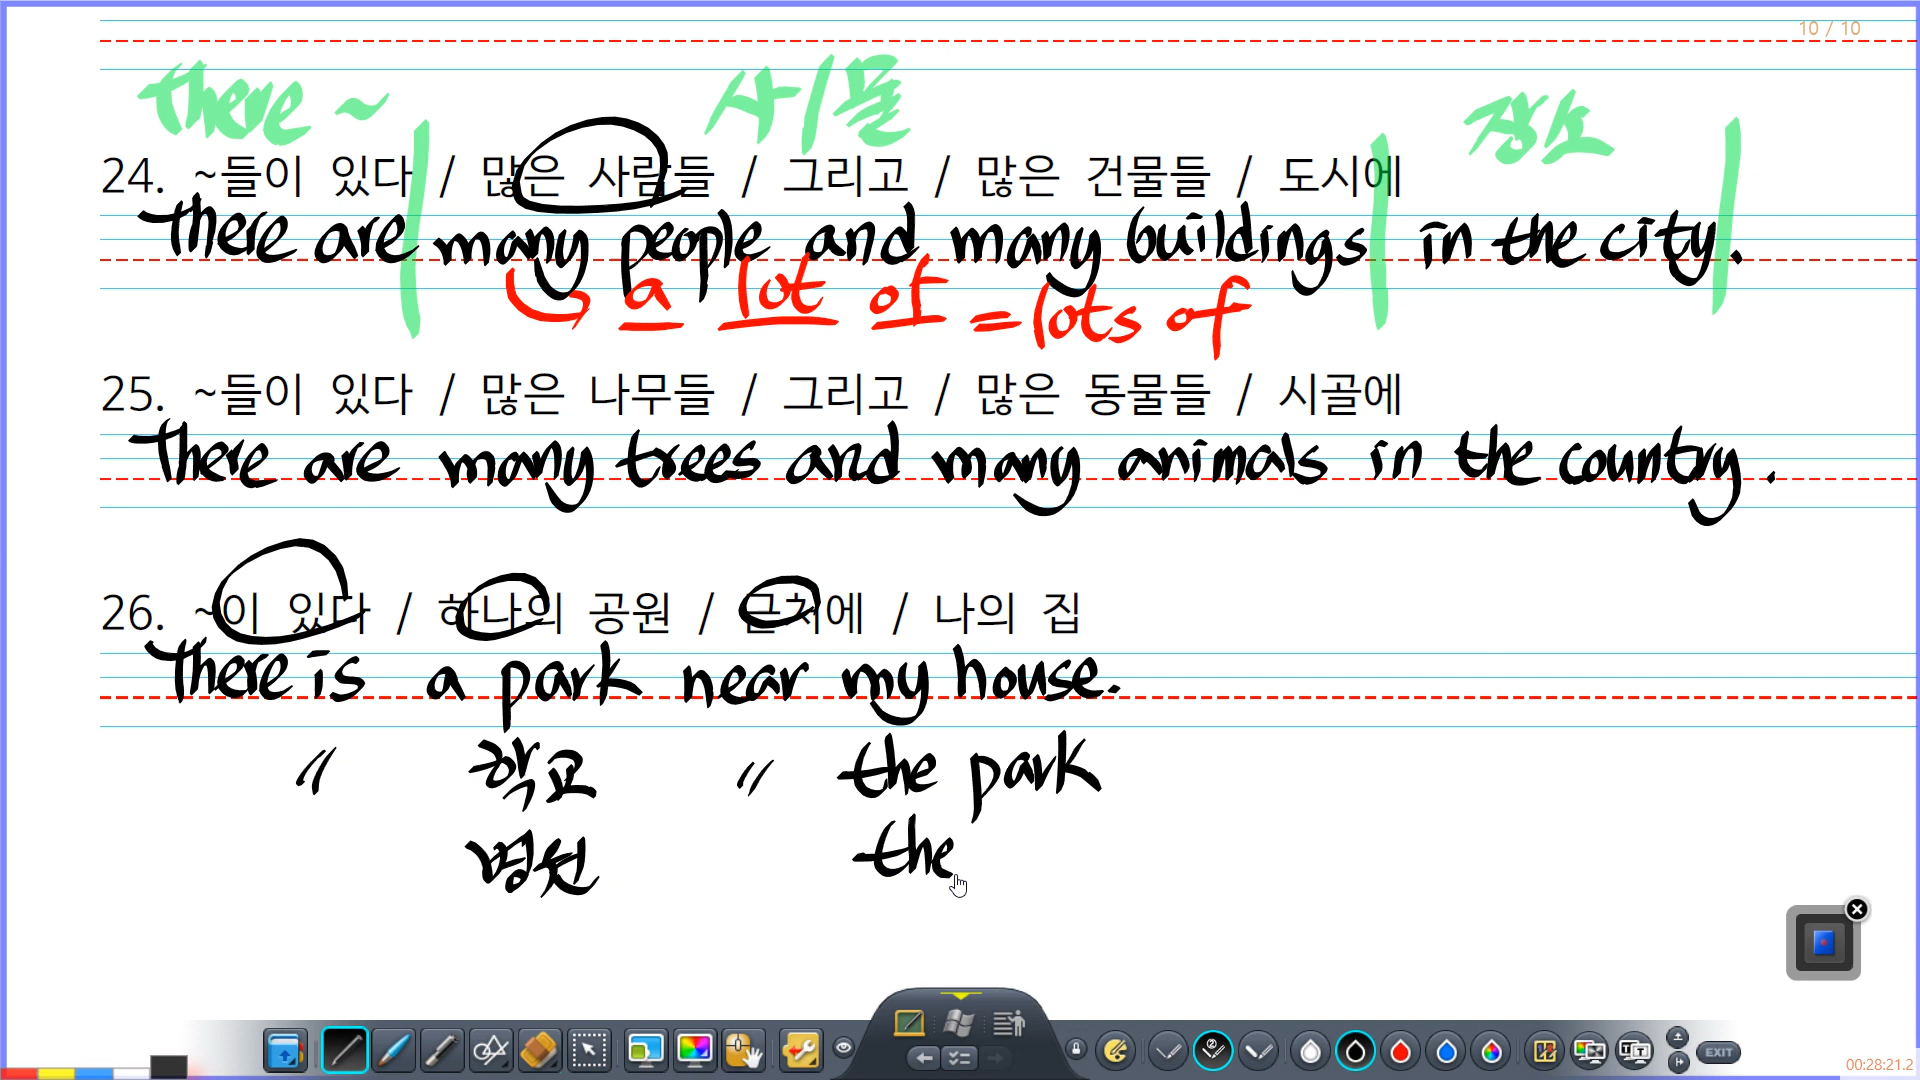 10 / 10
there ~ 사물 장소
24. ~들이 있다 / 많은 사람들 / 그리고 / 많은 건물들 / 도시에
There are many people and many buildings in the city.
a lot of = lots of
25. ~들이 있다 / 많은 나무들 / 그리고 / 많은 동물들 / 시골에
There are many trees and many animals in the country.
26. ~이 있다 / 하나의 공원 / 근처에 / 나의 집
There is a park near my house.
〃 학교 〃 the park
병원 the
EXIT
00:28:21.2